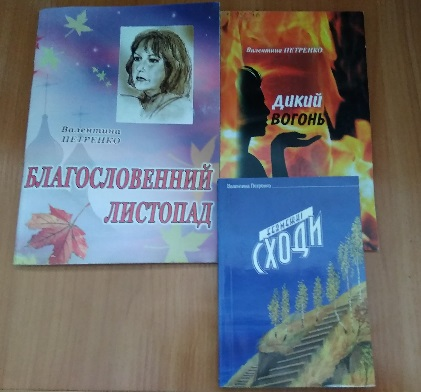 Валентина
ПЕТРЕНКО
БЛАГОСЛОВЕННИЙ
ЛИСТОПАД
Валентина ПЕТРЕНКО
ДИКИЙ
ВОГОНЬ
Валентина Петренко
СХОДИ